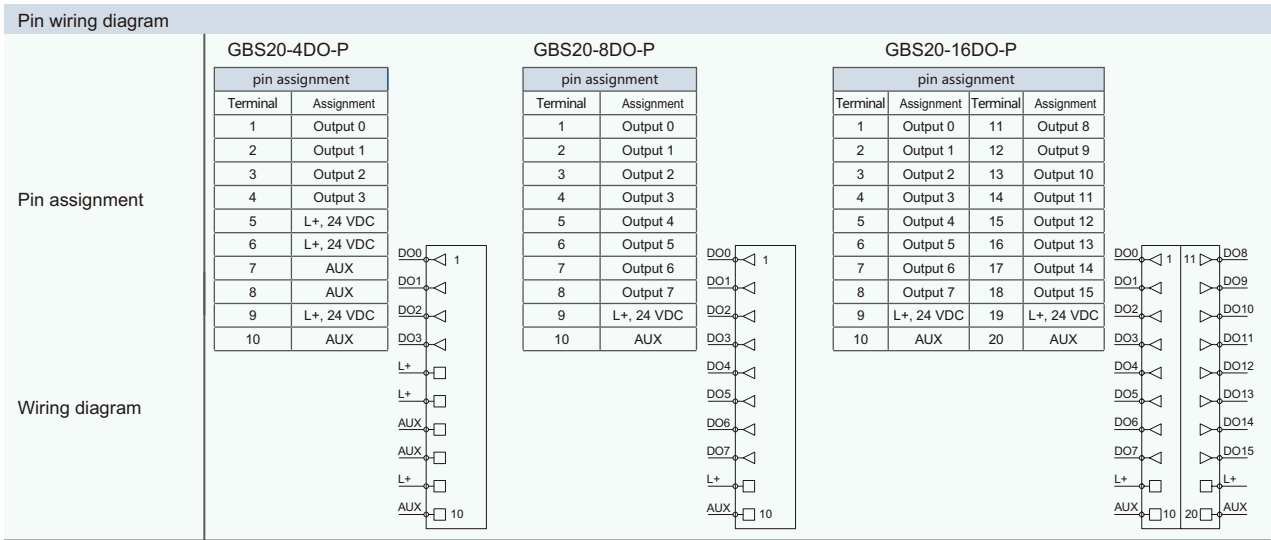 Pin wiring diagram
GBS20-4DO-P
GBS20-8DO-P
GBS20-16DO-P
Pin assignment
Wiring diagram
pin assignment
Terminal Assignment
1 Output 0
2 Output 1
3 Output 2
4 Output 3
5 L+, 24 VDC
6 L+, 24 VDC
7 AUX
8 AUX
9 L+, 24 VDC
10 AUX
DO0 1
DO1
DO2
DO3
L+
L+
AUX
AUX
L+
AUX 10
pin assignment
Terminal Assignment
1 Output 0
2 Output 1
3 Output 2
4 Output 3
5 Output 4
6 Output 5
7 Output 6
8 Output 7
9 L+, 24 VDC
10 AUX
DO0 1
DO1
DO2
DO3
DO4
DO5
DO6
DO7
L+
AUX 10
pin assignment
Terminal Assignment Terminal Assignment
1 Output 0 11 Output 8
2 Output 1 12 Output 9
3 Output 2 13 Output 10
4 Output 3 14 Output 11
5 Output 4 15 Output 12
6 Output 5 16 Output 13
7 Output 6 17 Output 14
8 Output 7 18 Output 15
9 L+, 24 VDC 19 L+, 24 VDC
10 AUX 20 AUX
DO0 1 11 DO8
DO1 DO9
DO2 DO10
DO3 DO11
DO4 DO12
DO5 DO13
DO6 DO14
DO7 DO15
L+ L+
AUX 10 20 AUX